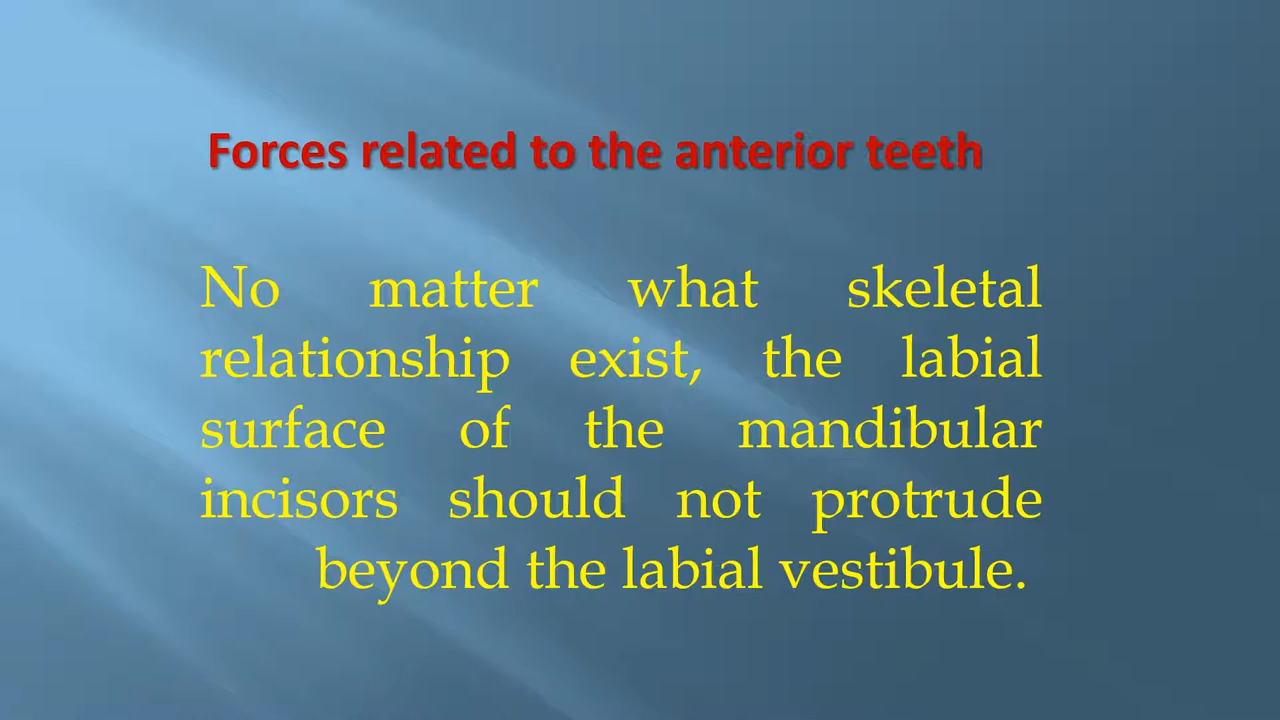 Forces related to the anterior teeth
No matter what skeletal
relationship exist, the labial
surface of the mandibular
incisors should not protrude
beyond the labial vestibule.